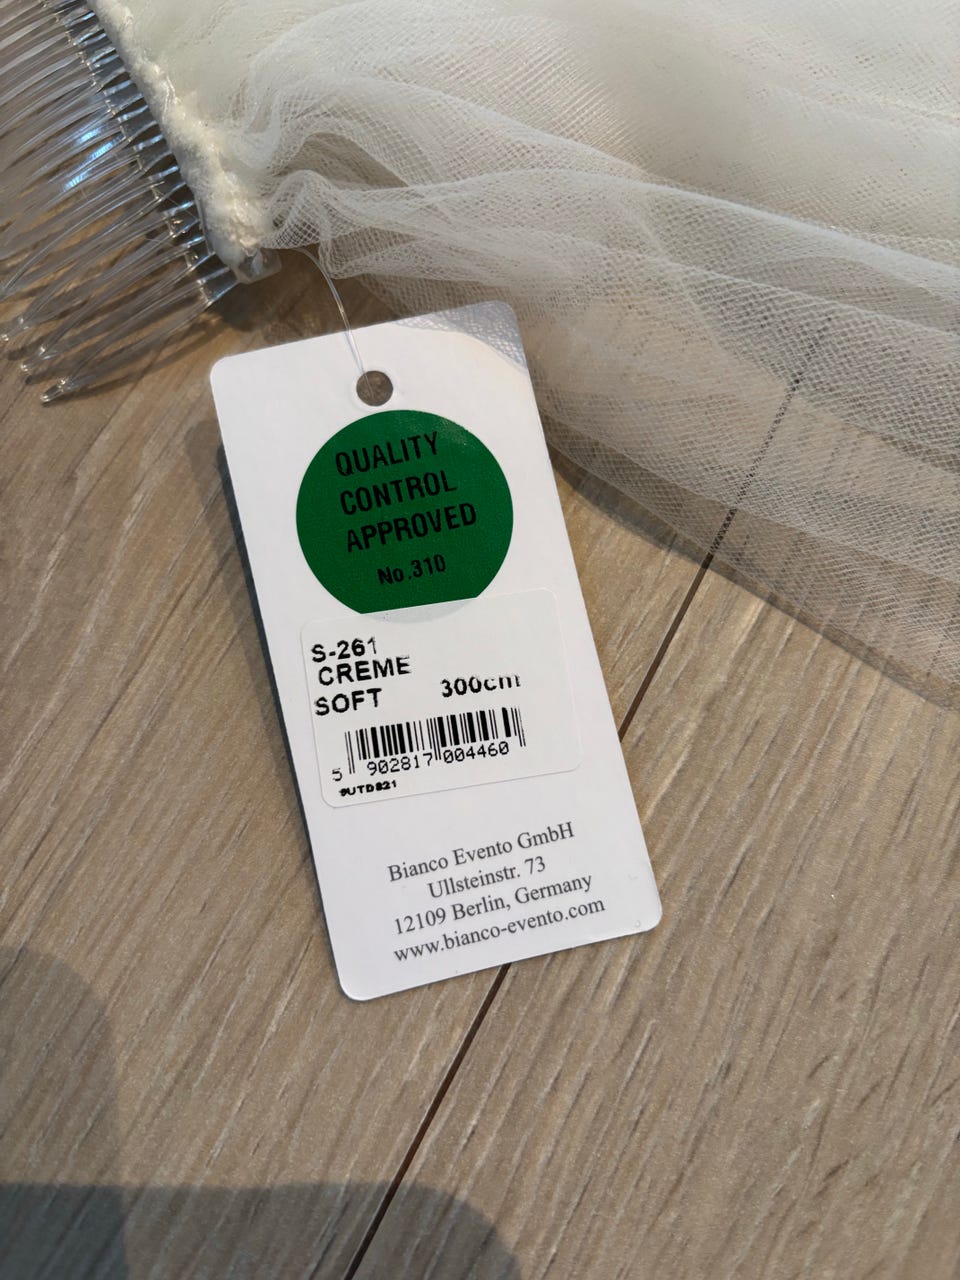 QUALITY
CONTROL
APPROVED
No.310
S-261
CREME
SOFT 300cm
5 902817 004460
9UTD821
Bianco Evento GmbH
Ullsteinstr. 73
12109 Berlin, Germany
www.bianco-evento.com